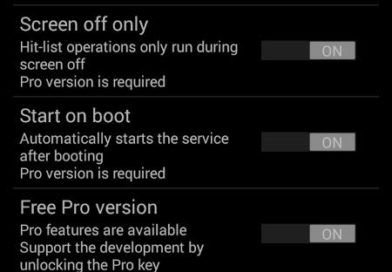 Screen off only
Hit-list operations only run during
screen off
Pro version is required
ON
Start on boot
Automatically starts the service
after booting
Pro version is required
ON
Free Pro version
Pro features are available
Support the development by
unlocking the Pro key
ON